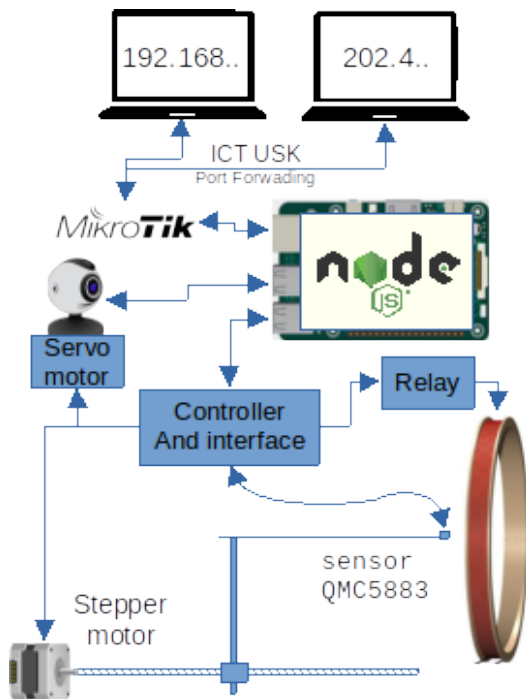 192.168..
202.4..
ICT USK
Port Forwading
MikroTik
node
JS
Servo
motor
Controller
And interface
Relay
sensor
QMC5883
Stepper
motor